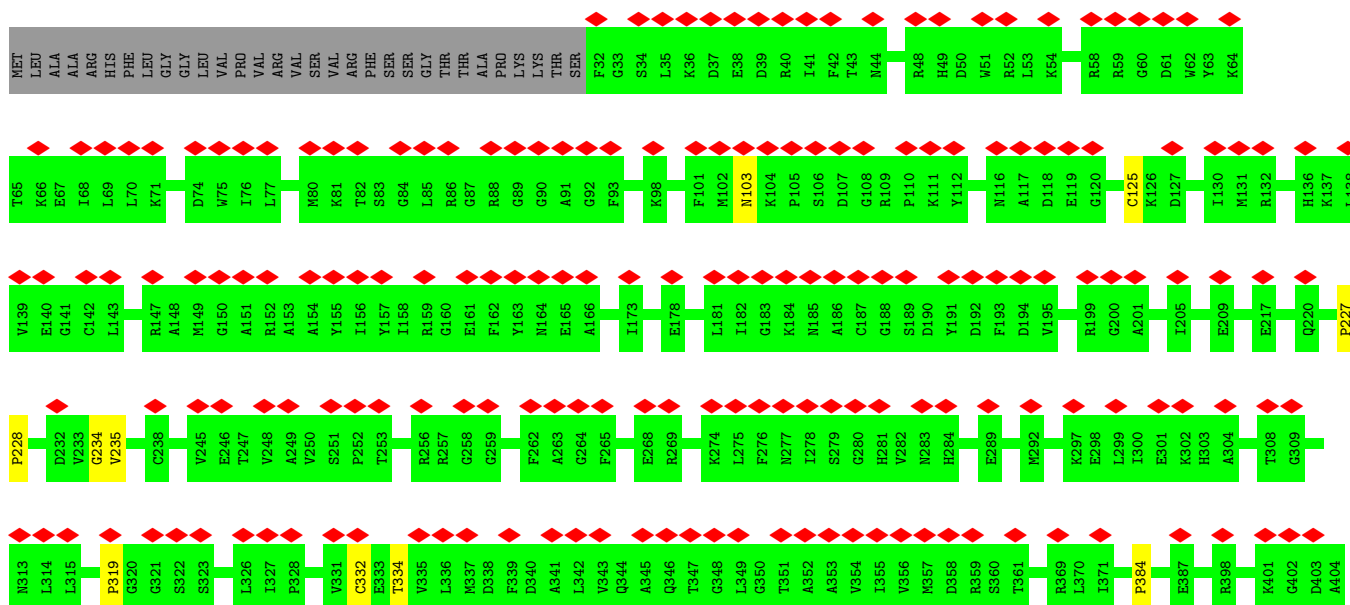 MET LEU ALA ALA ARG HIS PHE LEU GLY GLY LEU VAL PRO VAL ARG VAL SER VAL ARG PHE SER SER GLY THR THR ALA PRO LYS LYS THR SER F32 G33 S34 L35 K36 D37 E38 D39 R40 I41 F42 T43 N44 R48 H49 D50 W51 R52 L53 K54 R58 R59 G60 D61 W62 Y63 K64
T65 K66 E67 I68 L69 L70 K71 D74 W75 I76 L77 M80 K81 T82 S83 G84 L85 R86 G87 R88 G89 G90 A91 G92 F93 K98 F101 M102 N103 K104 P105 S106 D107 G108 R109 P110 K111 Y112 N116 A117 D118 E119 G120 C125 K126 D127 I130 M131 R132 H136 K137 L138
V139 E140 G141 C142 L143 R147 A148 M149 G150 A151 R152 A153 A154 Y155 I156 Y157 I158 R159 G160 E161 F162 Y163 N164 E165 A166 I173 E178 L181 I182 G183 K184 N185 A186 C187 G188 S189 D190 Y191 D192 F193 D194 V195 R199 G200 A201 I205 E209 E217 Q220 P227
P228 D232 V233 G234 V235 C238 V245 E246 T247 V248 A249 V250 S251 P252 T253 R256 R257 G258 G259 F262 A263 G264 F265 E268 R269 K274 L275 F276 N277 I278 S279 G280 H281 V282 N283 H284 E289 M292 K297 E298 L299 I300 E301 K302 H303 A304 T308 G309
N313 L314 L315 P319 G320 G321 S322 S323 L326 I327 P328 V331 C332 E333 T334 V335 L336 M337 D338 F339 D340 A341 L342 V343 Q344 A345 Q346 T347 G348 L349 G350 T351 A352 A353 V354 I355 V356 M357 D358 R359 S360 T361 R369 L370 I371 P384 E387 R398 K401 G402 D403 A404